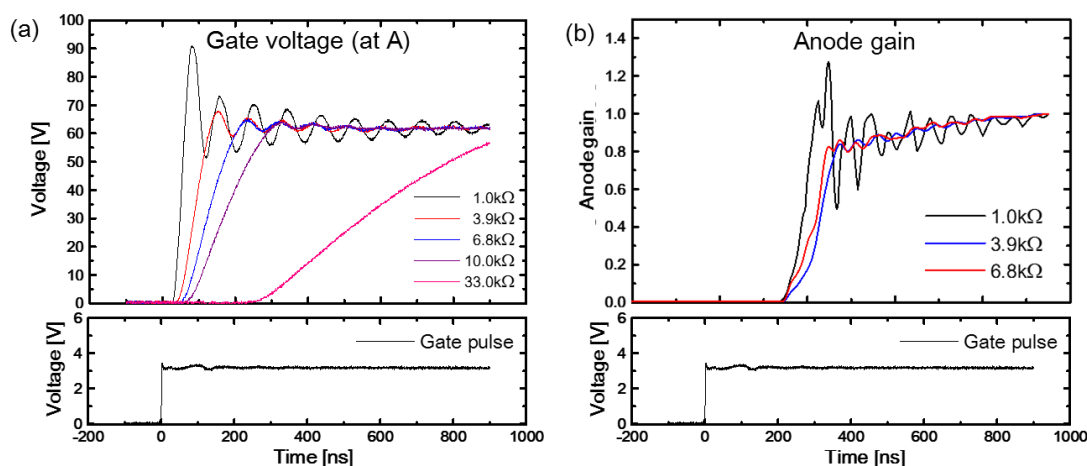 (a)
Gate voltage (at A)
Voltage [V]
100
90
80
70
60
50
40
30
20
10
0
1.0kΩ
3.9kΩ
6.8kΩ
10.0kΩ
33.0kΩ
Voltage [V]
6
4
2
0
Gate pulse
-200 0 200 400 600 800 1000
Time [ns]
(b)
Anode gain
Anode gain
1.4
1.2
1.0
0.8
0.6
0.4
0.2
0.0
1.0kΩ
3.9kΩ
6.8kΩ
Voltage [V]
6
4
2
0
Gate pulse
-200 0 200 400 600 800 1000
Time [ns]